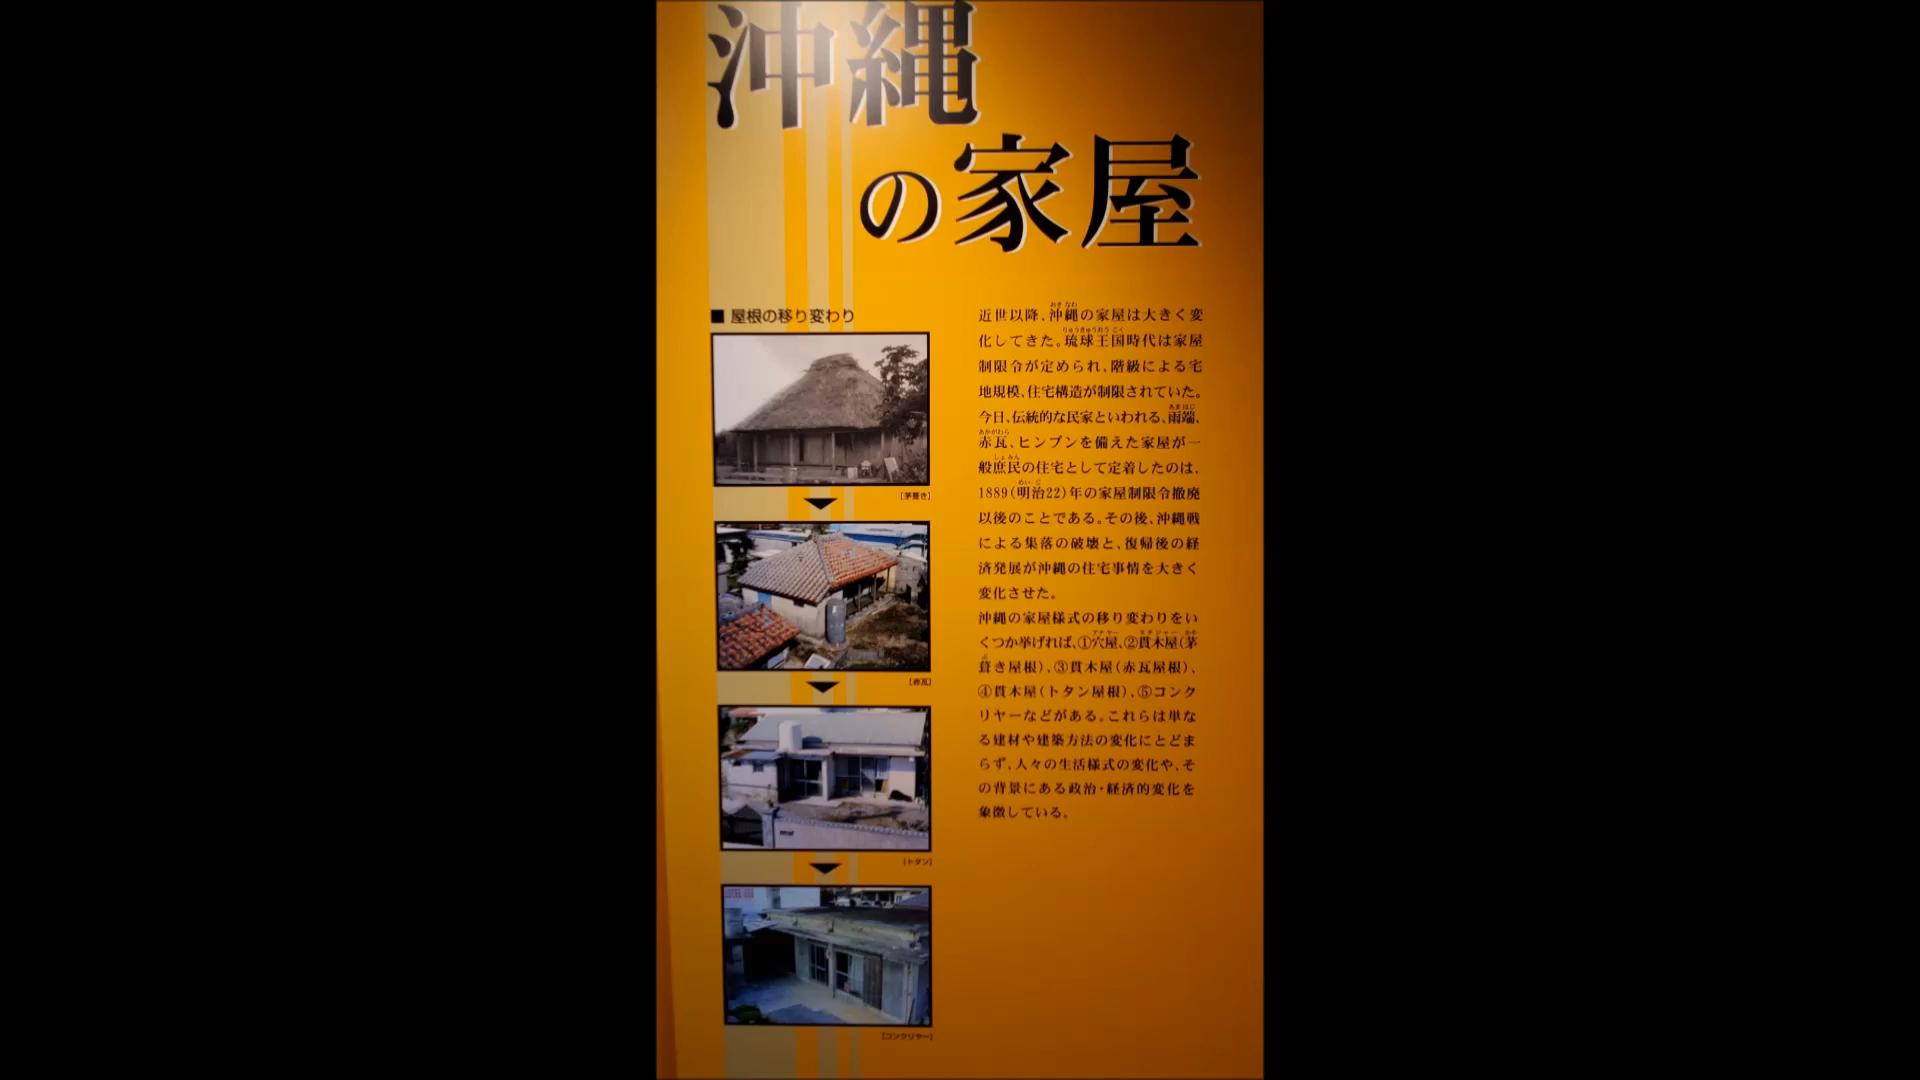 沖縄
の家屋
■ 屋根の移り変わり
[茅葺き]
[赤瓦]
[トタン]
[コンクリヤー]
近世以降、沖縄の家屋は大きく変
化してきた。琉球王国時代は家屋
制限令が定められ、階級による宅
地規模、住宅構造が制限されていた。
今日、伝統的な民家といわれる、雨端、
赤瓦、ヒンプンを備えた家屋が一
般庶民の住宅として定着したのは、
1889(明治22)年の家屋制限令撤廃
以後のことである。その後、沖縄戦
による集落の破壊と、復帰後の経
済発展が沖縄の住宅事情を大きく
変化させた。
沖縄の家屋様式の移り変わりをい
くつか挙げれば、①穴屋、②貫木屋(茅
葺き屋根)、③貫木屋(赤瓦屋根)、
④貫木屋(トタン屋根)、⑤コンク
リヤーなどがある。これらは単な
る建材や建築方法の変化にとどま
らず、人々の生活様式の変化や、そ
の背景にある政治・経済的変化を
象徴している。